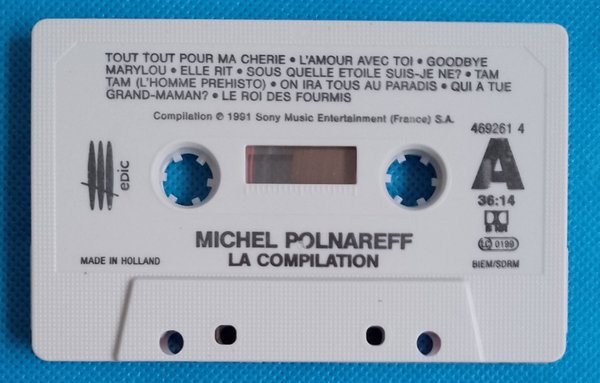 TOUT TOUT POUR MA CHERIE • L'AMOUR AVEC TOI • GOODBYE
MARYLOU • ELLE RIT • SOUS QUELLE ETOILE SUIS-JE NE? • TAM
TAM (L'HOMME PREHISTO) • ON IRA TOUS AU PARADIS • QUI A TUE
GRAND-MAMAN? • LE ROI DES FOURMIS
Compilation ℗ 1991 Sony Music Entertainment (France) S.A.
469261 4
A
epic
36:14
MICHEL POLNAREFF
LC 0199
LA COMPILATION
MADE IN HOLLAND
BIEM/SDRM